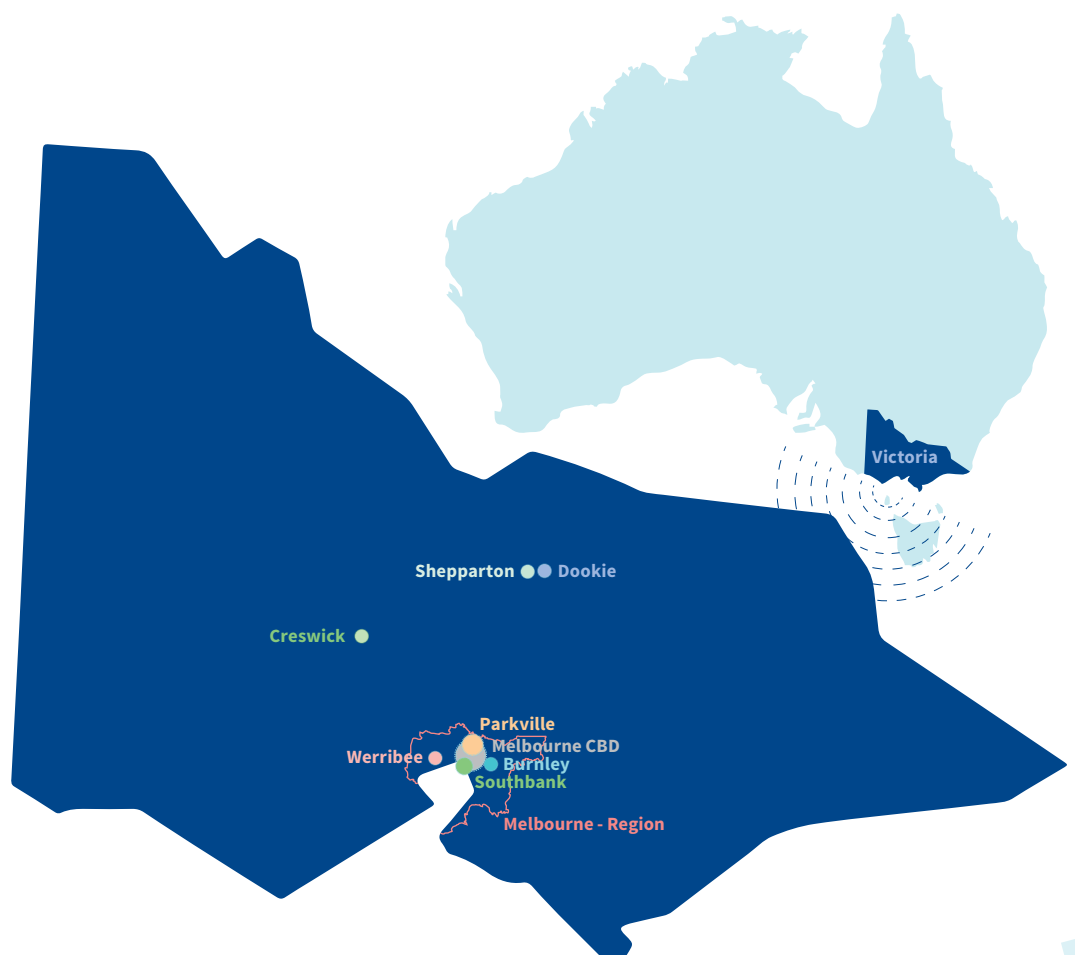 Victoria
Shepparton
Dookie
Creswick
Parkville
Melbourne CBD
Werribee
Burnley
Southbank
Melbourne - Region